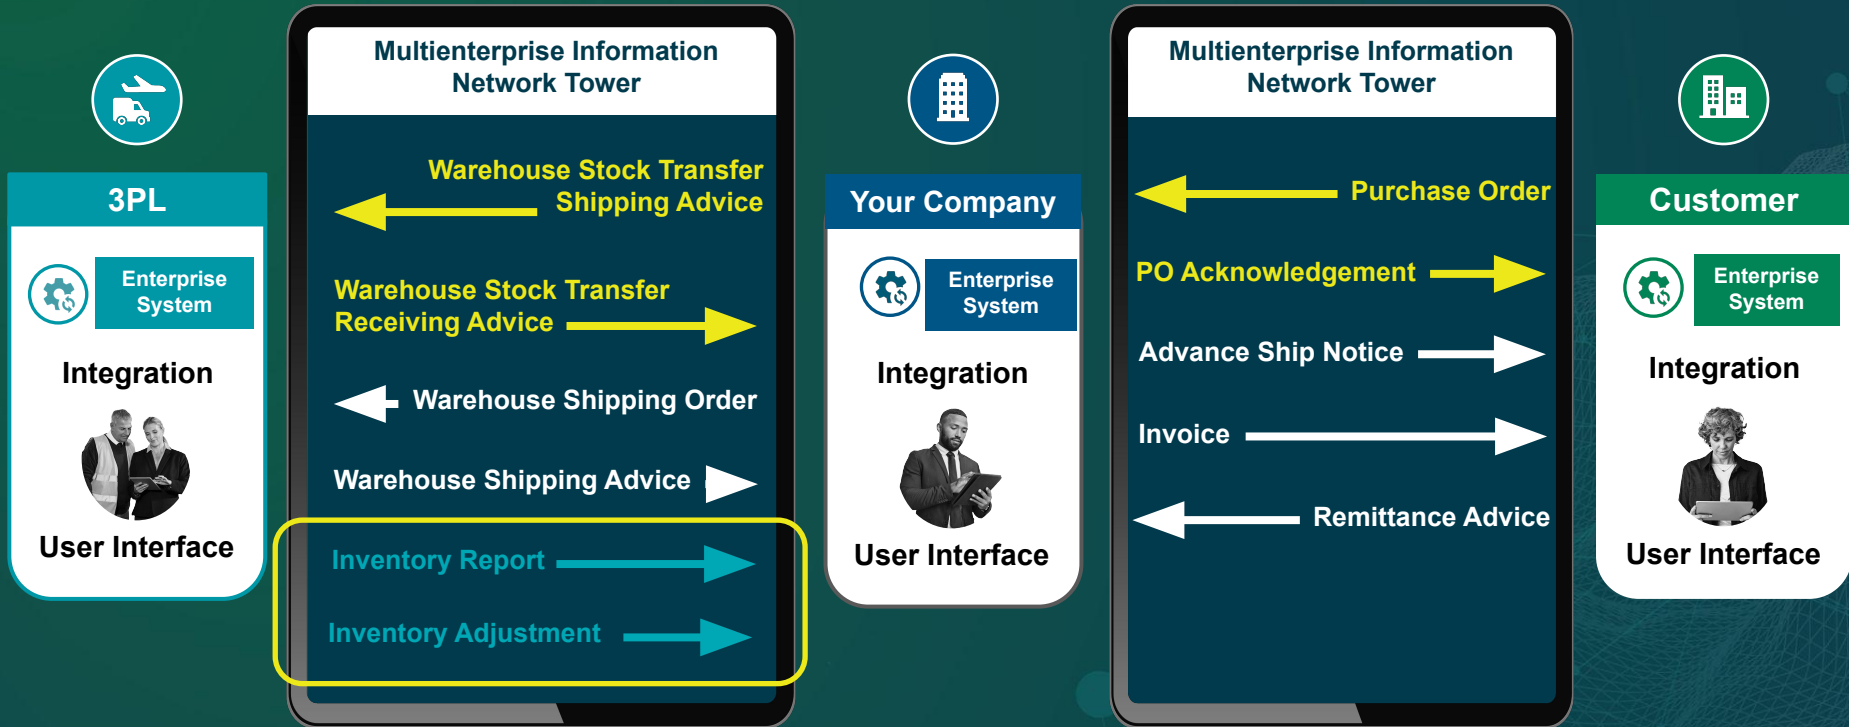 3PL
Enterprise
System
Integration
User Interface
Multienterprise Information
Network Tower
Warehouse Stock Transfer
Shipping Advice
Warehouse Stock Transfer
Receiving Advice
Warehouse Shipping Order
Warehouse Shipping Advice
Inventory Report
Inventory Adjustment
Your Company
Enterprise
System
Integration
User Interface
Multienterprise Information
Network Tower
Purchase Order
PO Acknowledgement
Advance Ship Notice
Invoice
Remittance Advice
Customer
Enterprise
System
Integration
User Interface